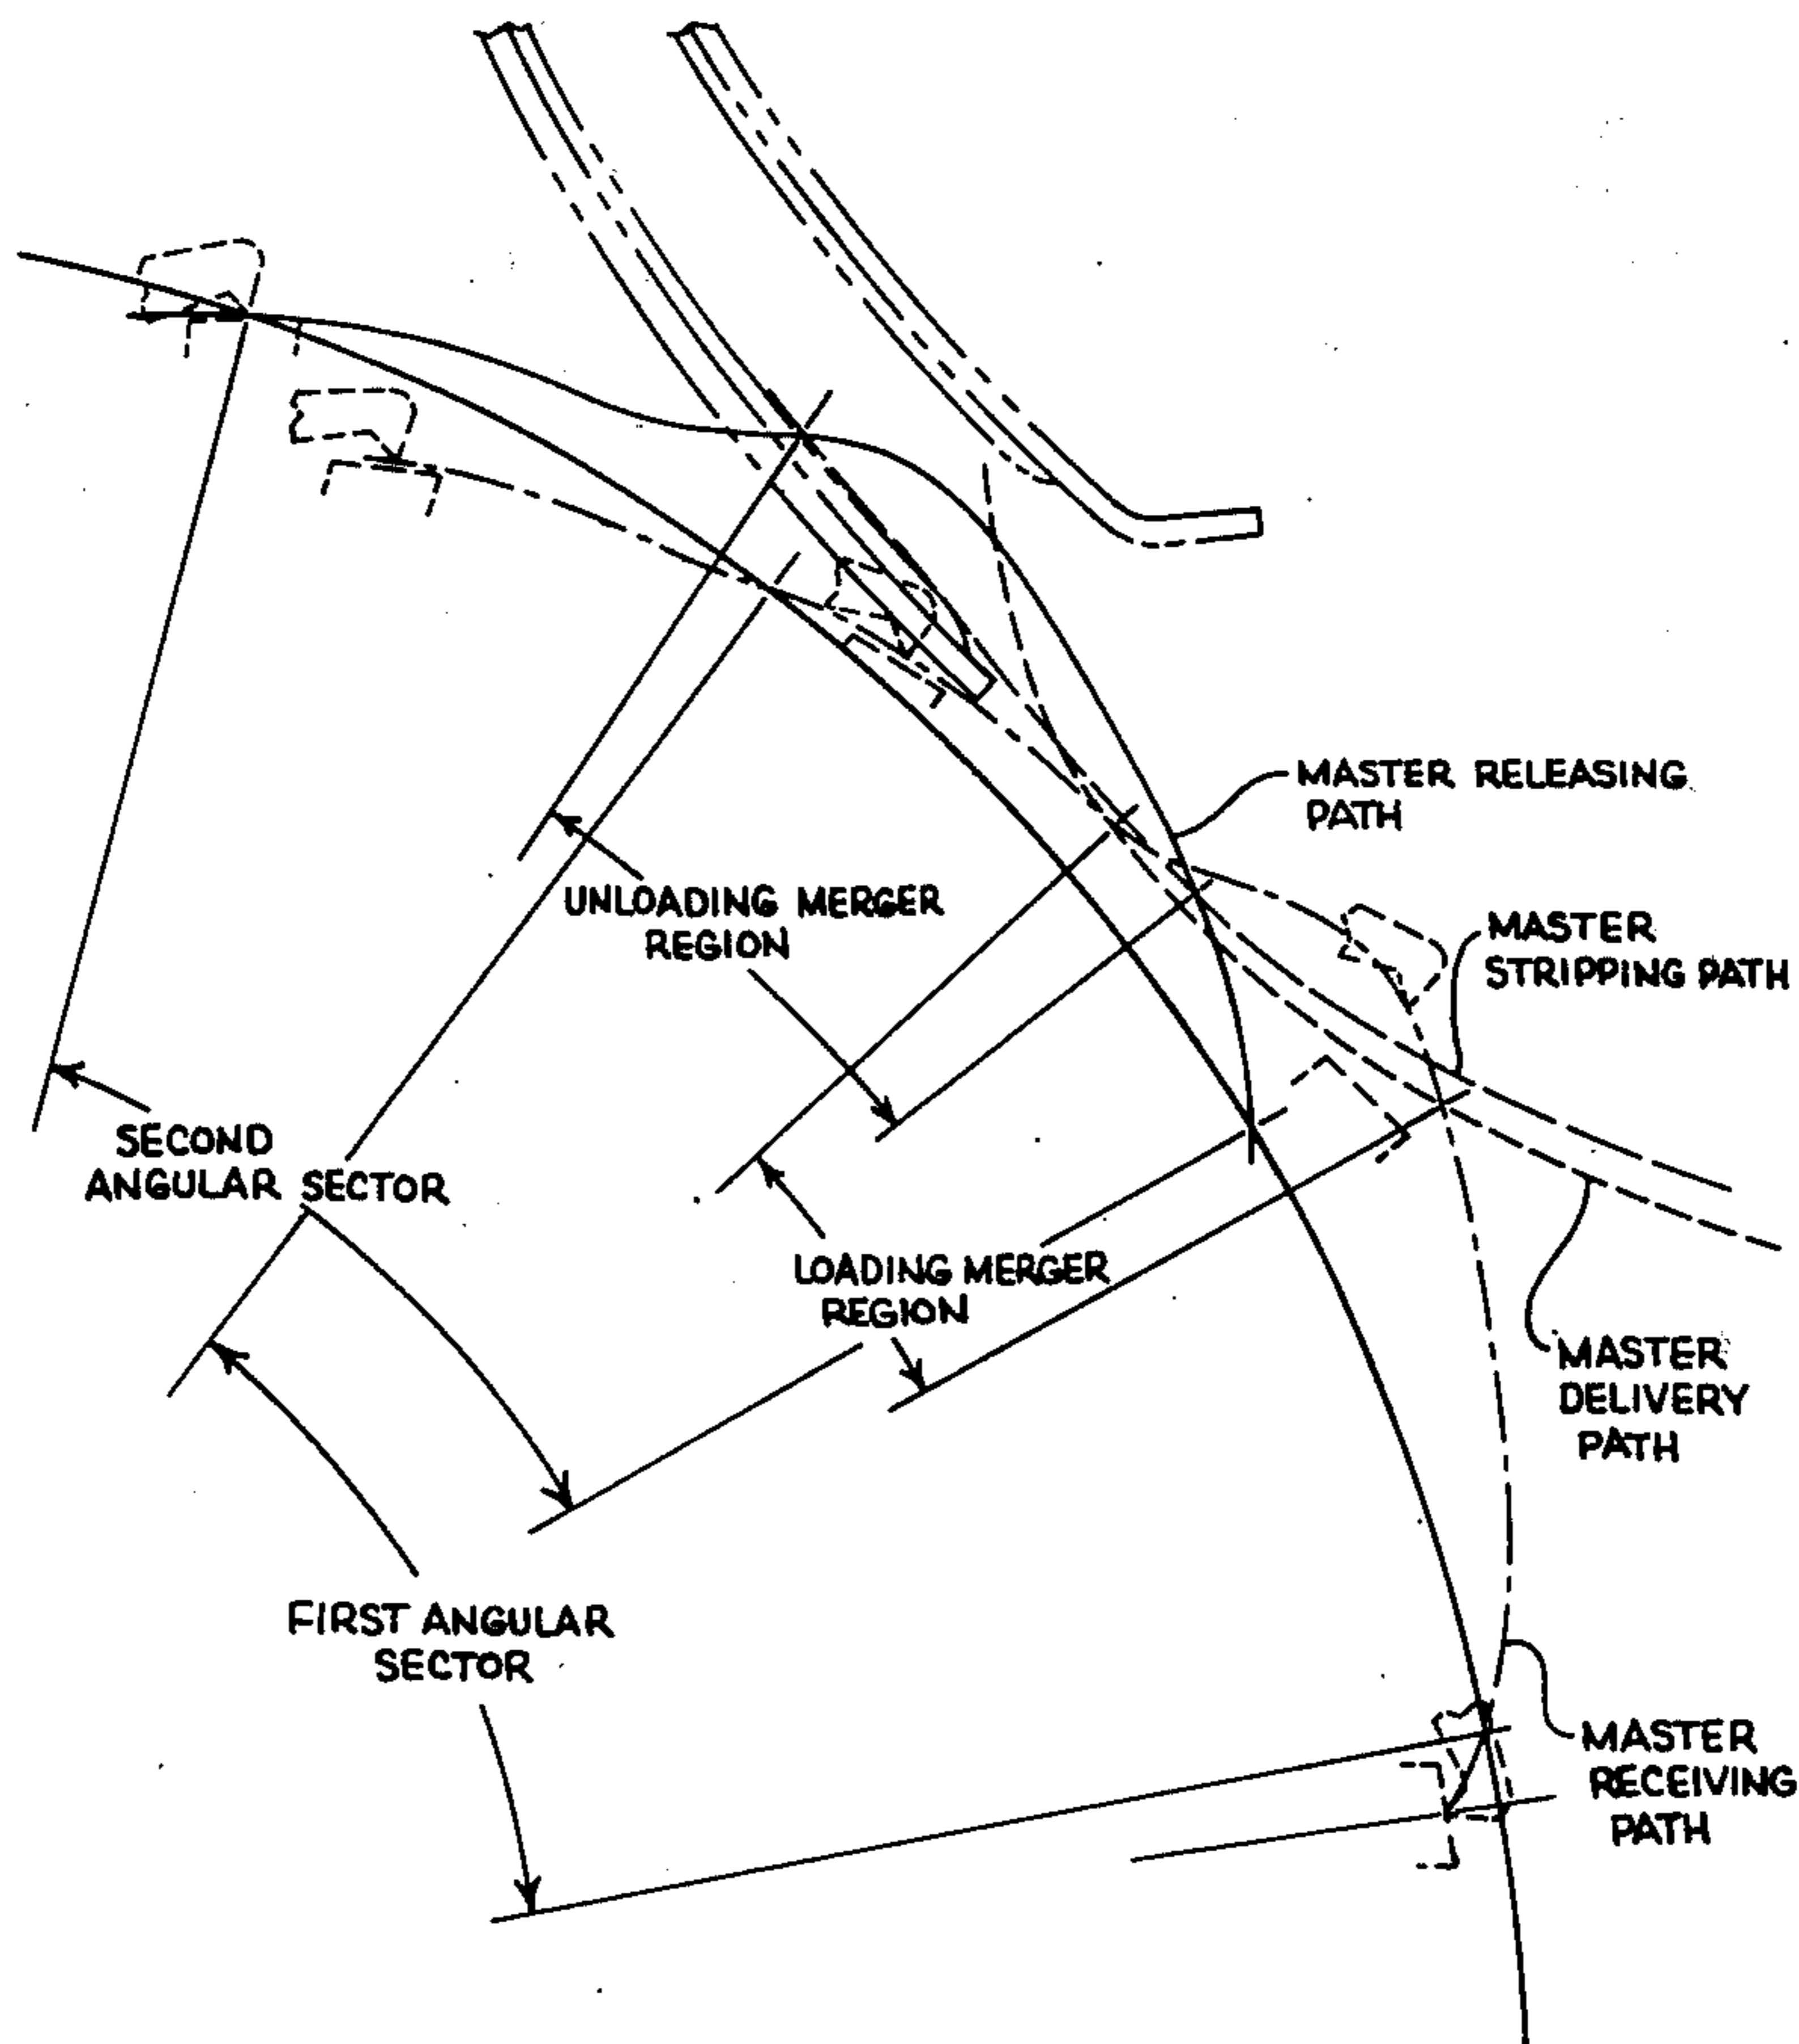 MASTER RELEASING
PATH
UNLOADING MERGER
REGION
MASTER
STRIPPING PATH
SECOND
ANGULAR SECTOR
LOADING MERGER
REGION
MASTER
DELIVERY
PATH
FIRST ANGULAR
SECTOR
MASTER
RECEIVING
PATH